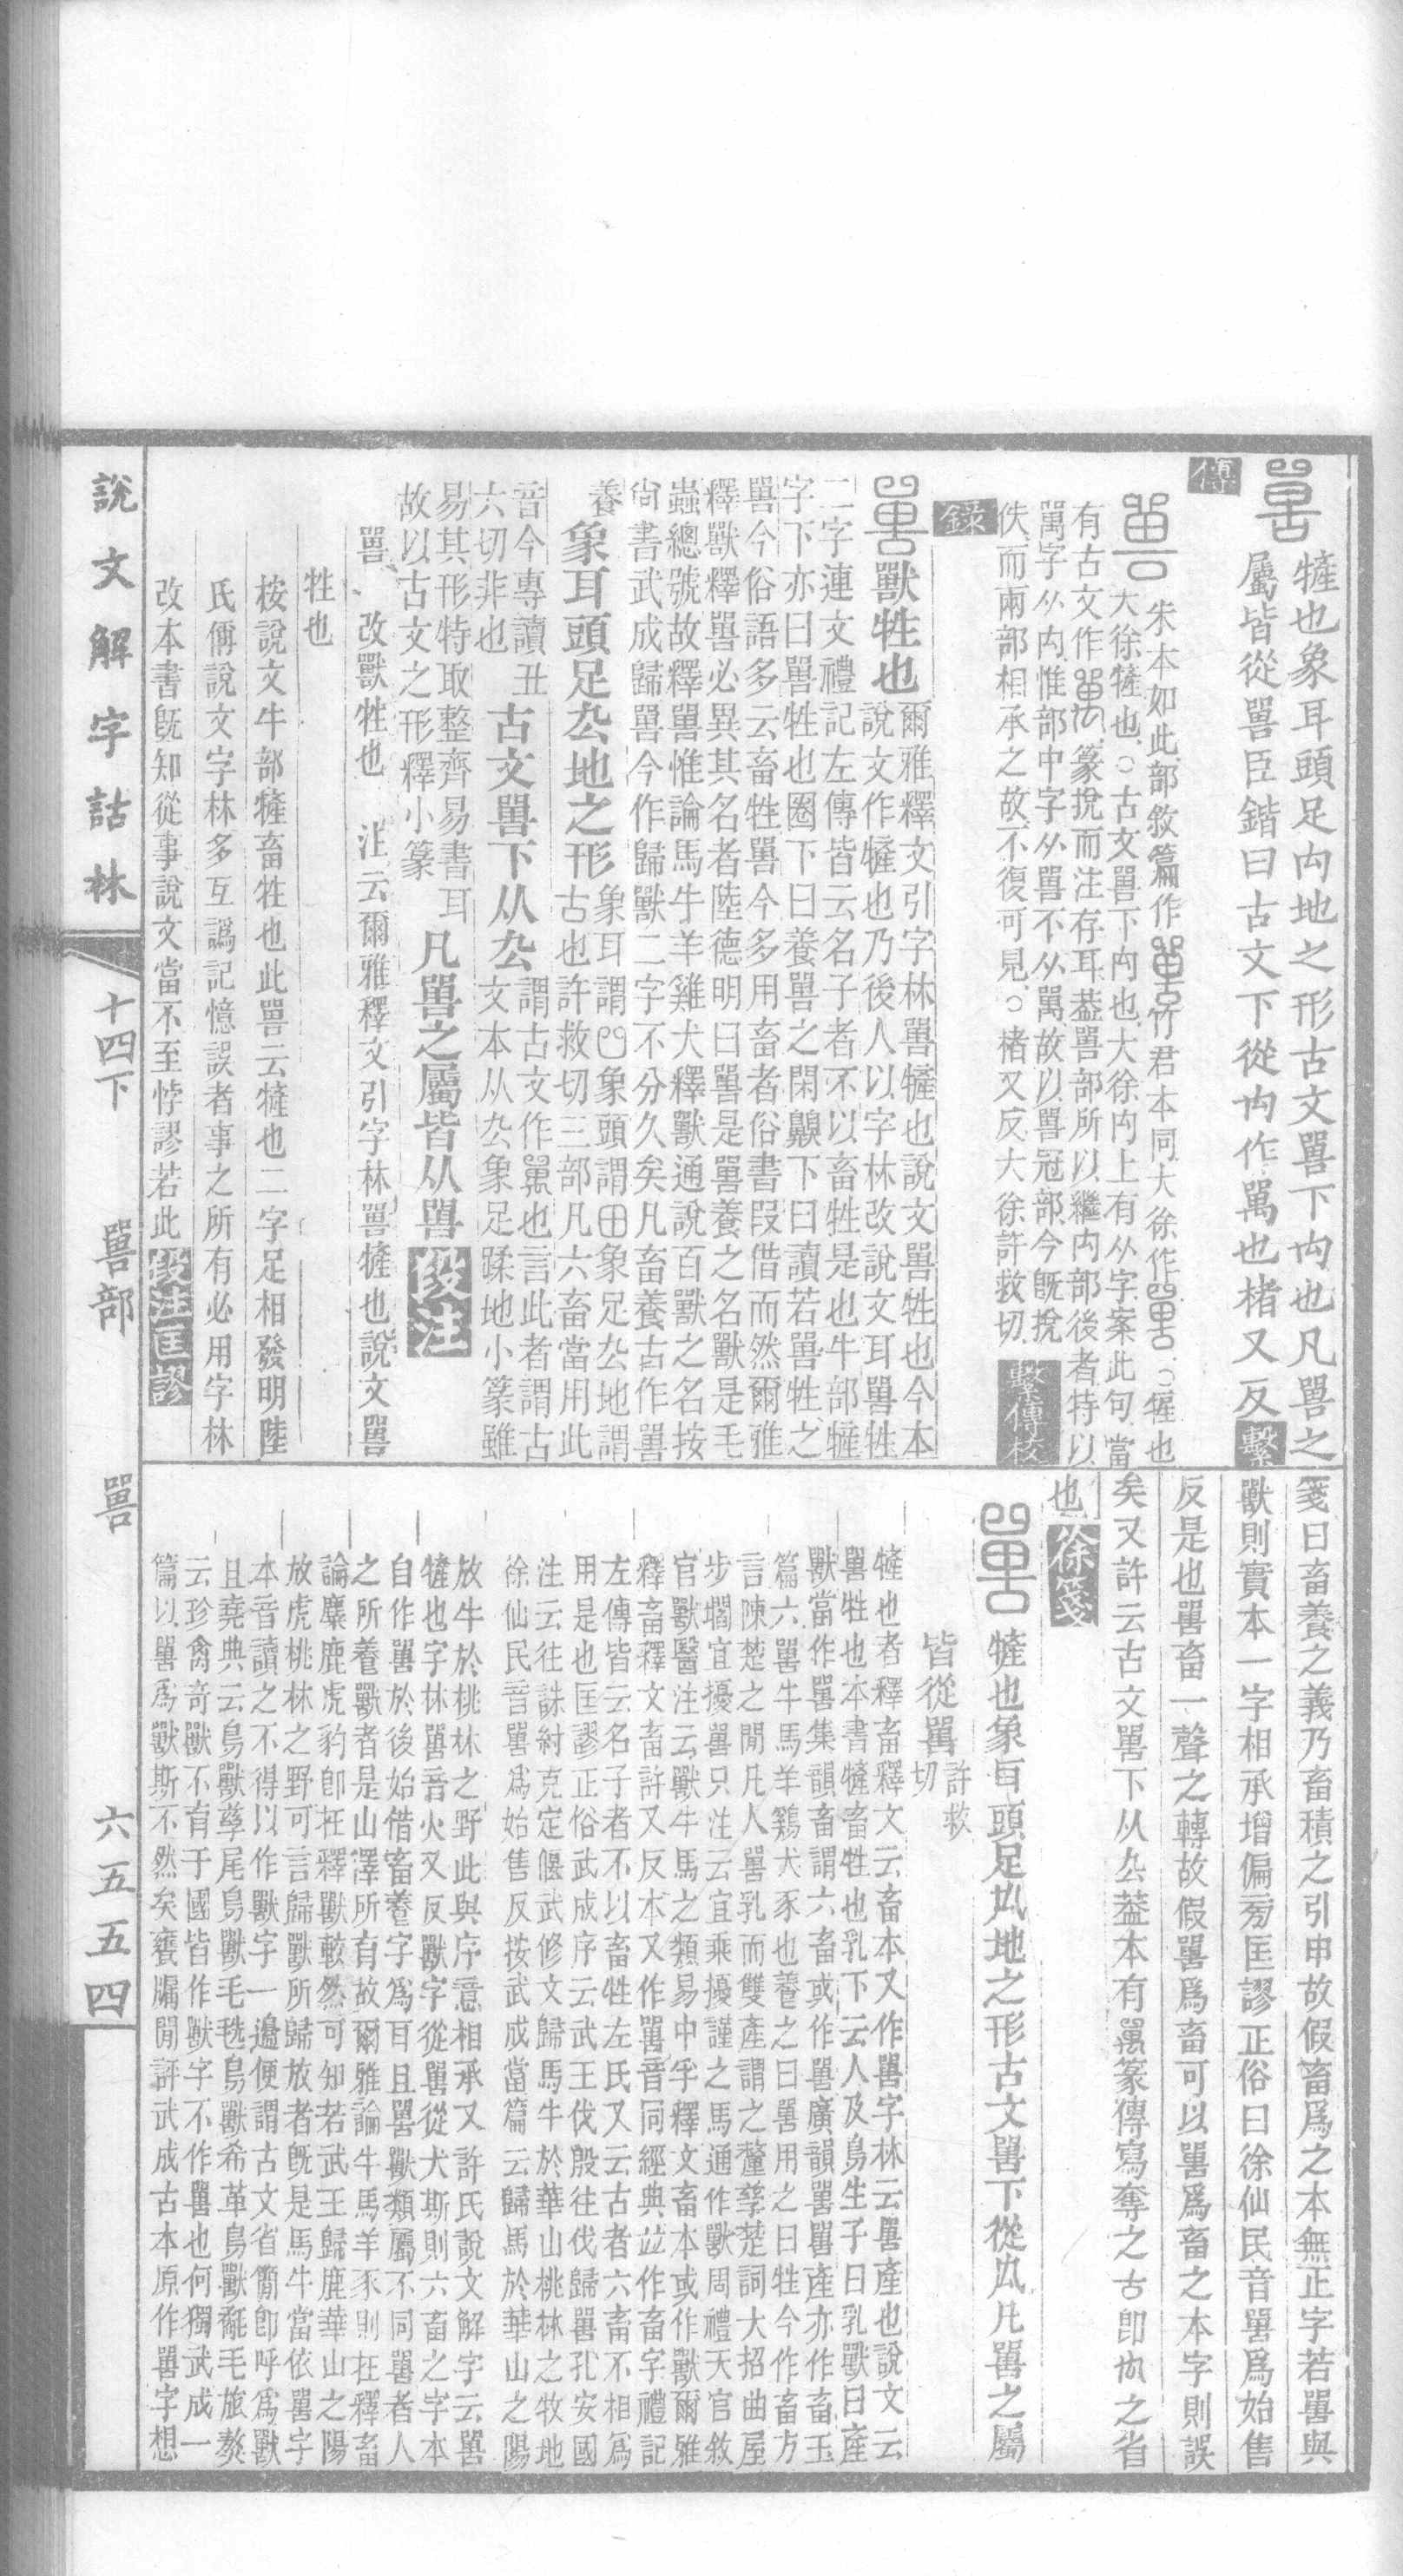 㹌也象耳頭足禸地之形古文嘼下禸也凡嘼之
屬皆從嘼臣鍇曰古文下從禸作𤲶也楮又反 繫
傳
朱本如此部敘篇作嘼竹君本同大徐作嘼○㹌也
大徐㹌也○古文嘼下禸也大徐禸上有从字案此句當
有古文作篆挩而注存耳葢嘼部所以繼禸部後者特以
萬字从禸惟部中字从嘼不从萬故以嘼冠部今旣挩
佚而兩部相承之故不復可見○楮又反大徐許救切 繫傳校
錄
嘼獸牲也爾雅釋文引字林嘼㹌也說文嘼牲也今本
說文作㹌也乃後人以字林改說文耳嘼牲
二字連文禮記左傳皆云名子者不以畜牲是也牛部㹌
字下亦曰嘼牲也圈下曰養嘼之閑䶅下曰讀若嘼牲之
嘼今俗語多云畜牲嘼今多用畜者俗書叚借而然爾雅
釋獸釋嘼必異其名者陸德明曰嘼是嘼養之名獸是毛
蟲總號故釋嘼惟論馬牛羊雞犬釋獸通說百獸之名按
尙書武成歸嘼今作歸獸二字不分久矣凡畜養古作嘼
養 象耳頭足厹地之形 象耳謂吅象頭謂田象足厹地謂
古也許救切三部凡六畜當用此
音今專讀丑
六切非也 古文嘼下从厹 謂古文作也言此者謂古
文本从厹象足蹂地小篆雖
易其形特取整齊易書耳
故以古文之形釋小篆 凡嘼之屬皆从嘼 段注
嘼、改獸牲也 注云爾雅釋文引字林嘼㹌也說文嘼
牲也
桉說文牛部㹌畜牲也此嘼云㹌也二字足相發明陸
氏偁說文字林多互譌記憶誤者事之所有必用字林
改本書旣知從事說文當不至悖謬若此 段注匡謬
箋曰畜養之義乃畜積之引申故假畜爲之本無正字若嘼與
獸則實本一字相承增偏旁匡謬正俗曰徐仙民音嘼爲始售
反是也嘼畜一聲之轉故假嘼爲畜可以嘼爲畜之本字則誤
矣又許云古文嘼下从厹葢本有篆傳寫奪之古卽之省
也 徐箋
嘼 㹌也象耳頭足厹地之形古文嘼下從厹凡嘼之屬
皆從嘼 許救
切
㹌也者釋畜釋文云畜本又作嘼字林云嘼產也說文云
嘼牲也本書㹌畜牲也乳下云人及鳥生子曰乳獸曰產
獸當作嘼集韻畜謂六畜或作嘼廣韻嘼嘼產亦作畜玉
篇六嘼牛馬羊鷄犬豕也養之曰嘼用之曰牲今作畜方
言陳楚之閒凡人嘼乳而雙產謂之釐孳楚詞大招曲屋
步壛宜擾嘼只注云宜乘擾謹之馬通作獸周禮天官敘
官獸醫注云獸牛馬之類易中孚釋文畜本或作獸爾雅
釋畜釋文畜許又反本又作嘼音同經典竝作畜字禮記
左傳皆云名子者不以畜牲左氏又云古者六畜不相爲
用是也匡謬正俗武成序云武王伐殷往伐歸嘼孔安國
注云往誅紂克定偃武修文歸馬牛於華山桃林之牧地
徐仙民音嘼爲始售反按武成當篇云歸馬於華山之陽
放牛於桃林之野此與序意相承又許氏說文解字云嘼
㹌也字林嘼音火又反獸字從嘼從犬斯則六畜之字本
自作嘼於後始借畜養字爲耳且嘼獸類屬不同嘼者人
之所養獸者是山澤所有故爾雅論牛馬羊豕則在釋畜
論麋鹿虎豹卽在釋獸較然可知若武王歸鹿華山之陽
放虎桃林之野可言歸獸所歸放者旣是馬牛當依嘼字
本音讀之不得以作獸字一邊便謂古文省簡卽呼爲獸
且堯典云鳥獸孳尾鳥獸毛毨鳥獸希革鳥獸氄毛旅獒
云珍禽奇獸不育于國皆作獸字不作嘼也何獨武成一
篇以嘼爲獸斯不然矣甕牖閒評武成古本原作嘼字想
說文解字詁林 十四下 嘼部 嘼 六五五四